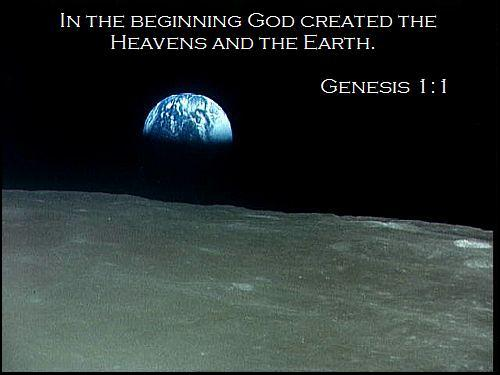 In the beginning God created the
Heavens and the Earth.
Genesis 1:1